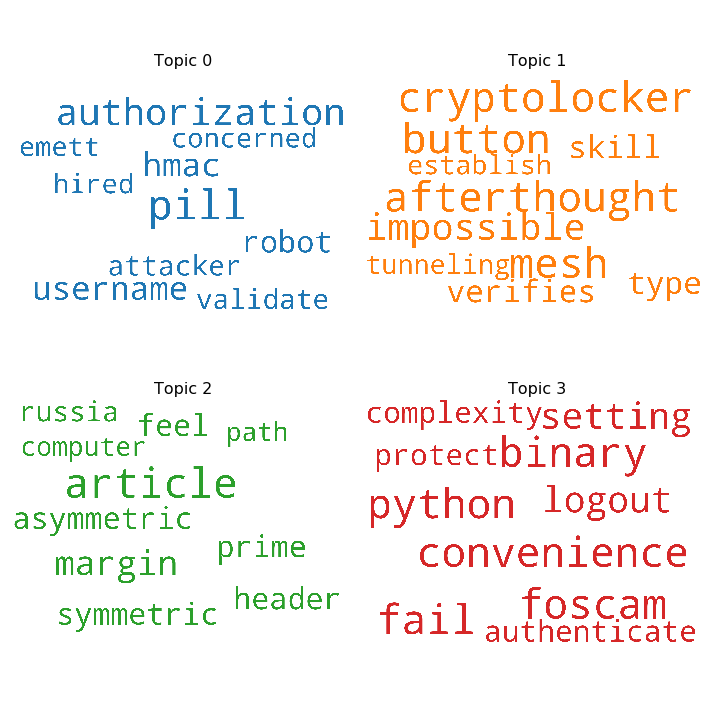 Topic 0
authorization
concerned
emett
hmac
hired
pill
robot
attacker
username
validate
Topic 1
cryptolocker
button
skill
establish
afterthought
impossible
tunneling
mesh
verifies
type
Topic 2
russia
feel
path
computer
article
asymmetric
prime
margin
header
symmetric
Topic 3
complexity
setting
protect
binary
python
logout
convenience
foscam
fail
authenticate